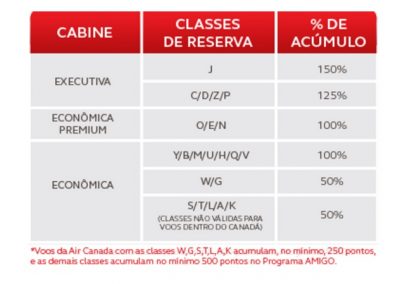 CABINE
CLASSES
DE RESERVA
% DE
ACÚMULO
EXECUTIVA
J
150%
C/D/Z/P
125%
ECONÔMICA
PREMIUM
O/E/N
100%
ECONÔMICA
Y/B/M/U/H/Q/V
100%
W/G
50%
S/T/L/A/K
(CLASSES NÃO VÁLIDAS PARA
VOOS DENTRO DO CANADÁ)
50%
*Voos da Air Canada com as classes W,G,S,T,L,A,K acumulam, no mínimo, 250 pontos,
e as demais classes acumulam no mínimo 500 pontos no Programa AMIGO.